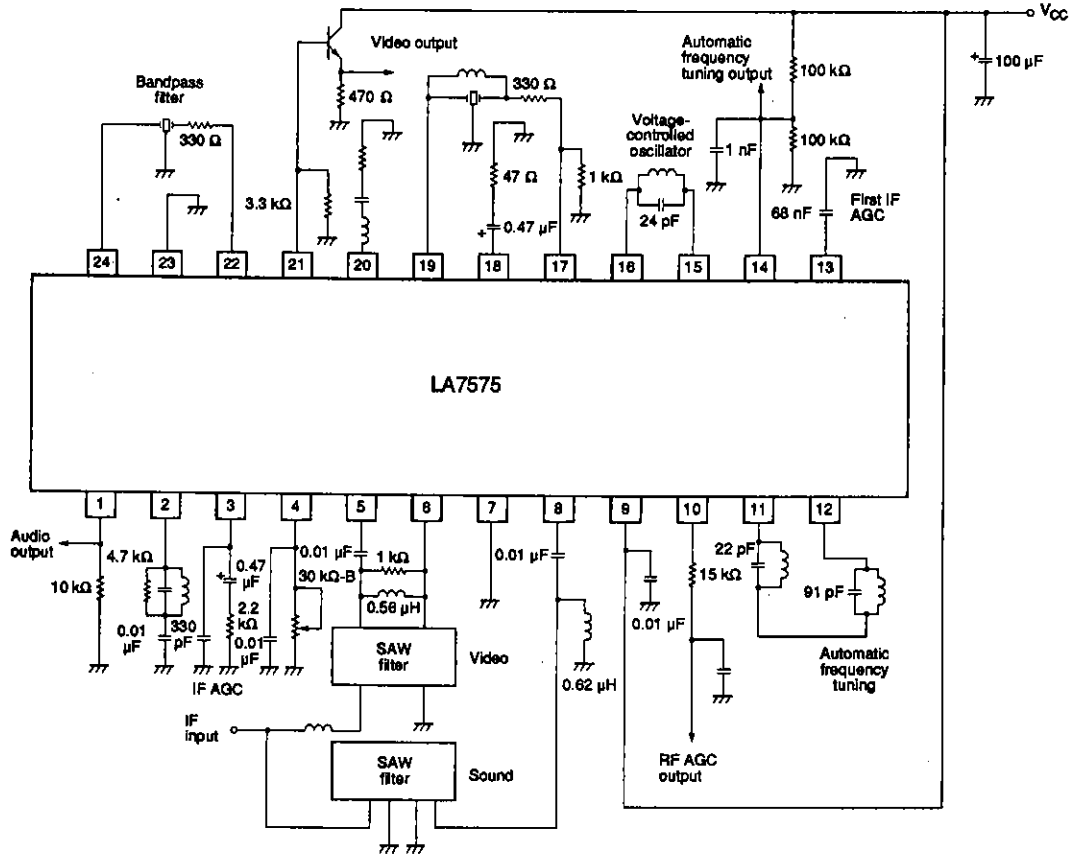 VCC
Video output
Automatic
frequency
tuning output
100 kΩ
100 µF
Bandpass
filter
470 Ω
330 Ω
330 Ω
Voltage-
controlled
oscillator
100 kΩ
1 nF
3.3 kΩ
47 Ω
1 kΩ
0.47 µF
24 pF
68 nF
First IF
AGC
24
23
22
21
20
19
18
17
16
15
14
13
LA7575
1
2
3
4
5
6
7
8
9
10
11
12
Audio
output
4.7 kΩ
10 kΩ
0.01
µF
330
pF
0.47
µF
2.2
kΩ
0.01
µF
IF AGC
0.01 µF
30 kΩ-B
1 kΩ
0.56 µH
SAW
filter
Video
0.01 µF
0.62 µH
0.01 µF
15 kΩ
22 pF
91 pF
Automatic
frequency
tuning
IF
input
SAW
filter
Sound
RF AGC
output